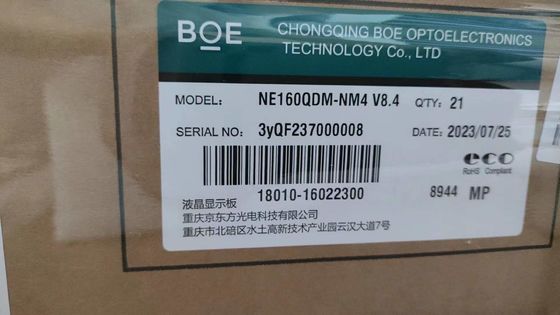 BOE
CHONGQING BOE OPTOELECTRONICS
TECHNOLOGY Co., LTD
MODEL: NE160QDM-NM4 V8.4 Q'TY: 21
SERIAL NO: 3yQF237000008 DATE: 2023/07/25
eco
RoHS Compliant
18010-16022300 8944 MP
液晶显示板
重庆京东方光电科技有限公司
重庆市北碚区水土高新技术产业园云汉大道7号